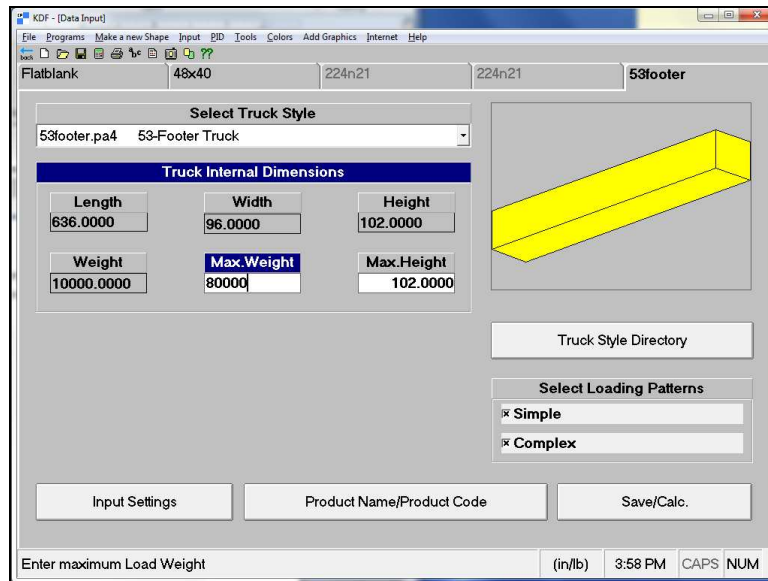 KDF - [Data Input]
File Programs Make a new Shape Input PID Tools Colors Add Graphics Internet Help
back ??
Flatblank 48x40 224n21 224n21 53footer
Select Truck Style
53footer.pa4 53-Footer Truck
Truck Internal Dimensions
Length Width Height
636.0000 96.0000 102.0000
Weight Max.Weight Max.Height
10000.0000 80000 102.0000
Truck Style Directory
Select Loading Patterns
Simple
Complex
Input Settings Product Name/Product Code Save/Calc.
Enter maximum Load Weight (in/lb) 3:58 PM CAPS NUM